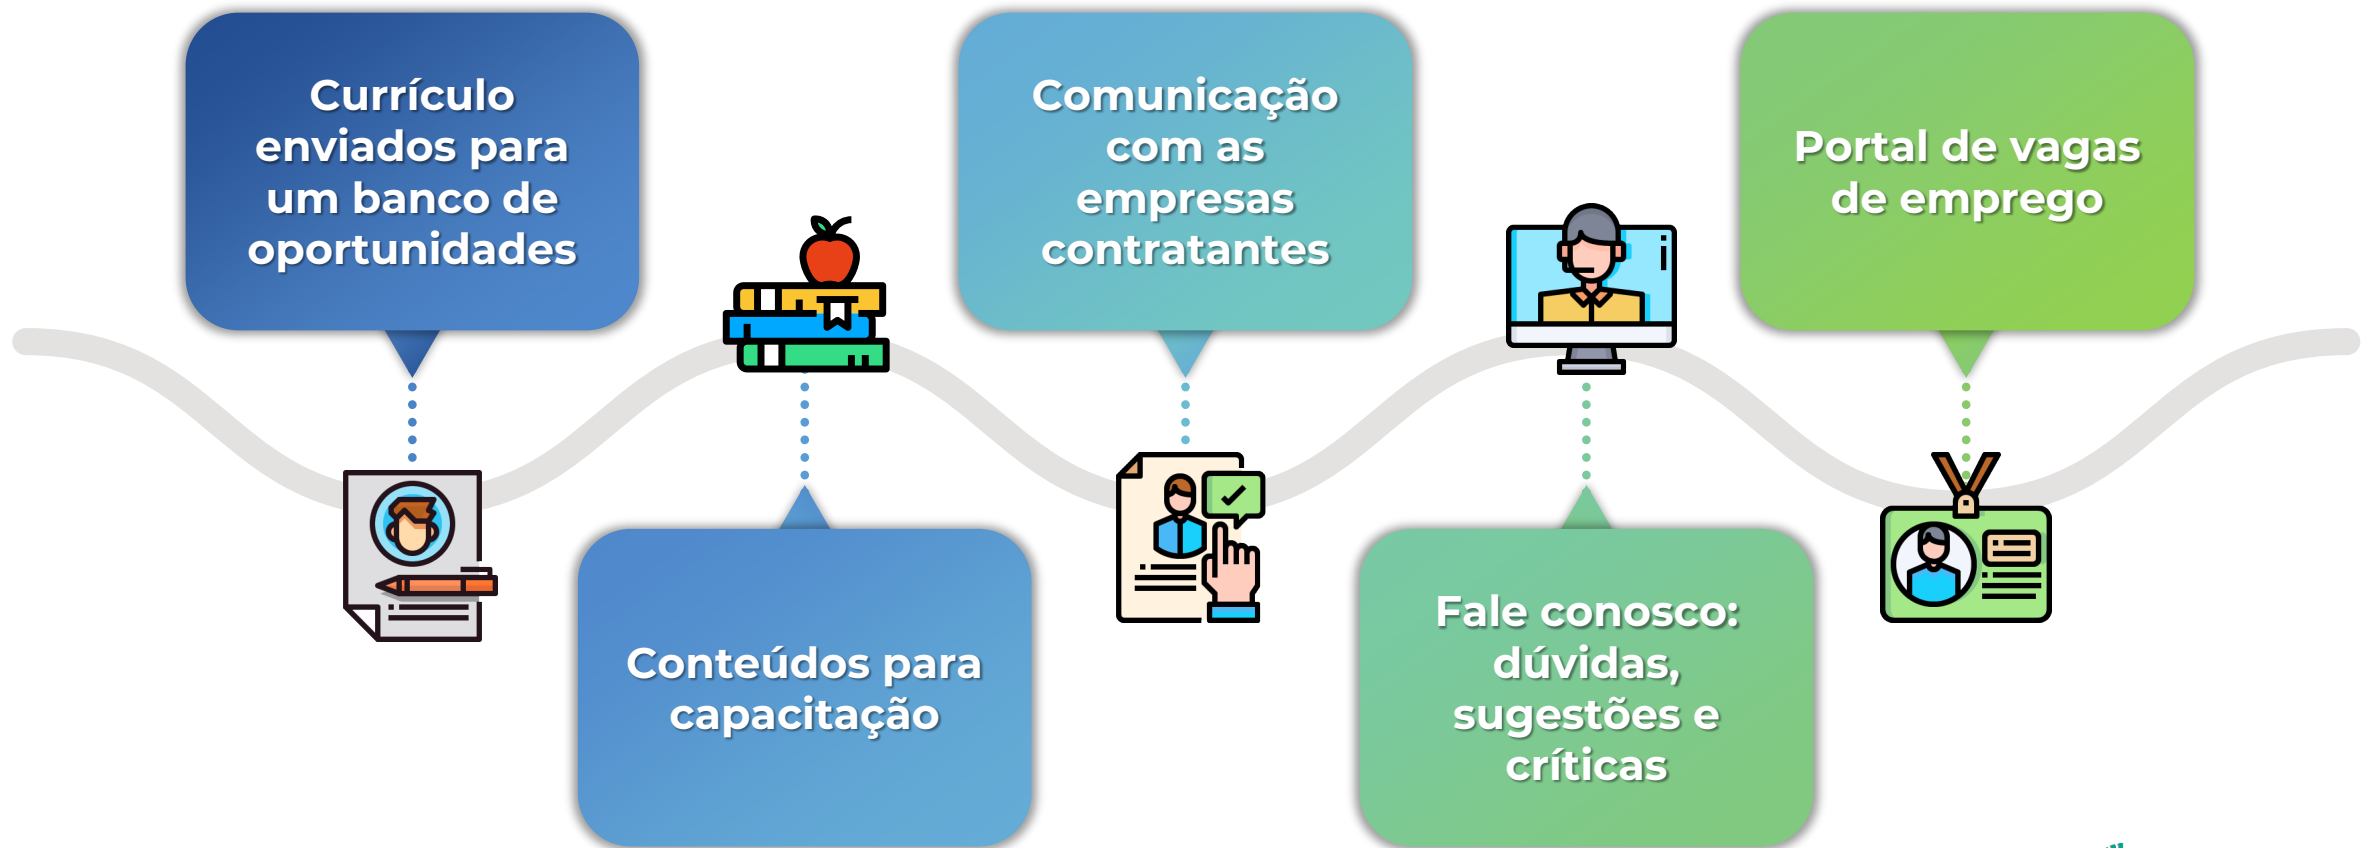 Currículo
enviados para
um banco de
oportunidades
Conteúdos para
capacitação
Comunicação
com as
empresas
contratantes
Fale conosco:
dúvidas,
sugestões e
críticas
Portal de vagas
de emprego